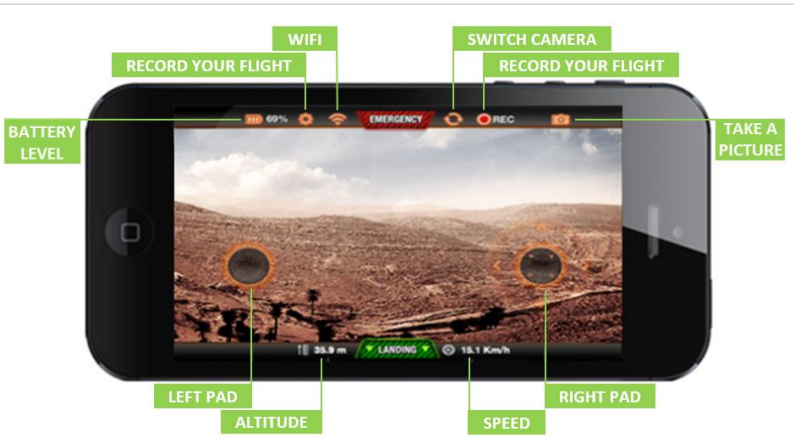 WIFI
SWITCH CAMERA
RECORD YOUR FLIGHT
RECORD YOUR FLIGHT
BATTERY
LEVEL
69%
EMERGENCY
REC
TAKE A
PICTURE
35.9 m
LANDING
15.1 Km/h
LEFT PAD
RIGHT PAD
ALTITUDE
SPEED